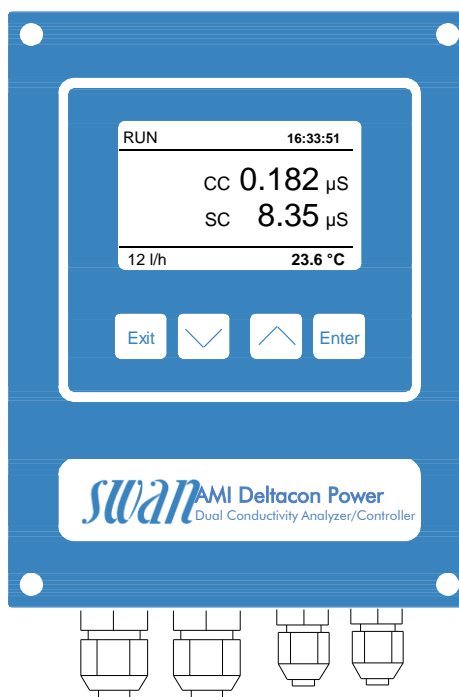 RUN 16:33:51
CC 0.182 µS
SC 8.35 µS
12 l/h 23.6 °C
Exit Enter
swan AMI Deltacon Power
Dual Conductivity Analyzer/Controller